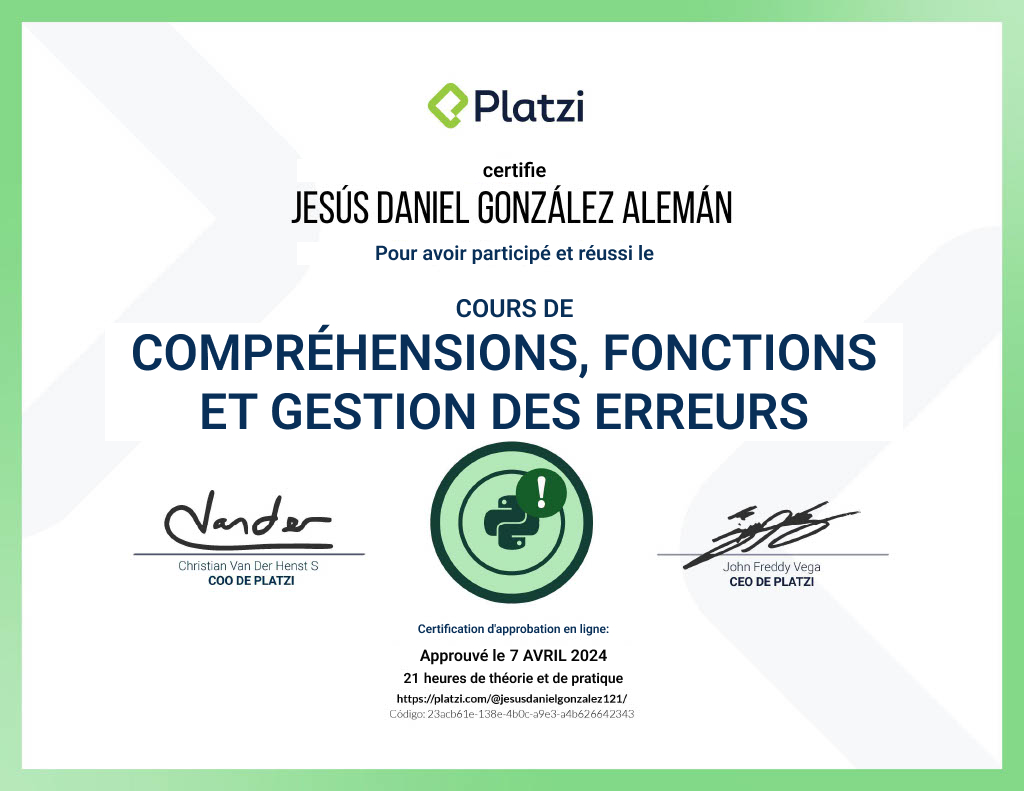 Platzi
certifie
JESÚS DANIEL GONZÁLEZ ALEMÁN
Pour avoir participé et réussi le
COURS DE
COMPRÉHENSIONS, FONCTIONS
ET GESTION DES ERREURS
Vander
Christian Van Der Henst S
COO DE PLATZI
John Freddy Vega
CEO DE PLATZI
Certification d'approbation en ligne:
Approuvé le 7 AVRIL 2024
21 heures de théorie et de pratique
https://platzi.com/@jesusdanielgonzalez121/
Código: 23acb61e-138e-4b0c-a9e3-a4b626642343